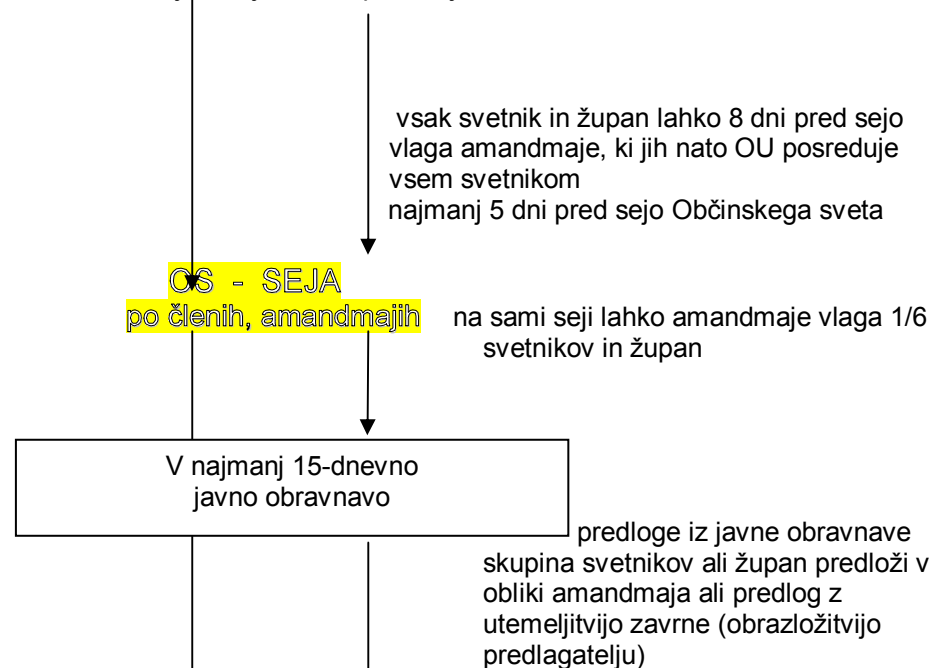 vsak svetnik in župan lahko 8 dni pred sejo
vlaga amandmaje, ki jih nato OU posreduje
vsem svetnikom
najmanj 5 dni pred sejo Občinskega sveta
OS - SEJA
po členih, amandmajih
na sami seji lahko amandmaje vlaga 1/6
svetnikov in župan
V najmanj 15-dnevno
javno obravnavo
predloge iz javne obravnave
skupina svetnikov ali župan predloži v
obliki amandmaja ali predlog z
utemeljitvijo zavrne (obrazložitvijo
predlagatelju)